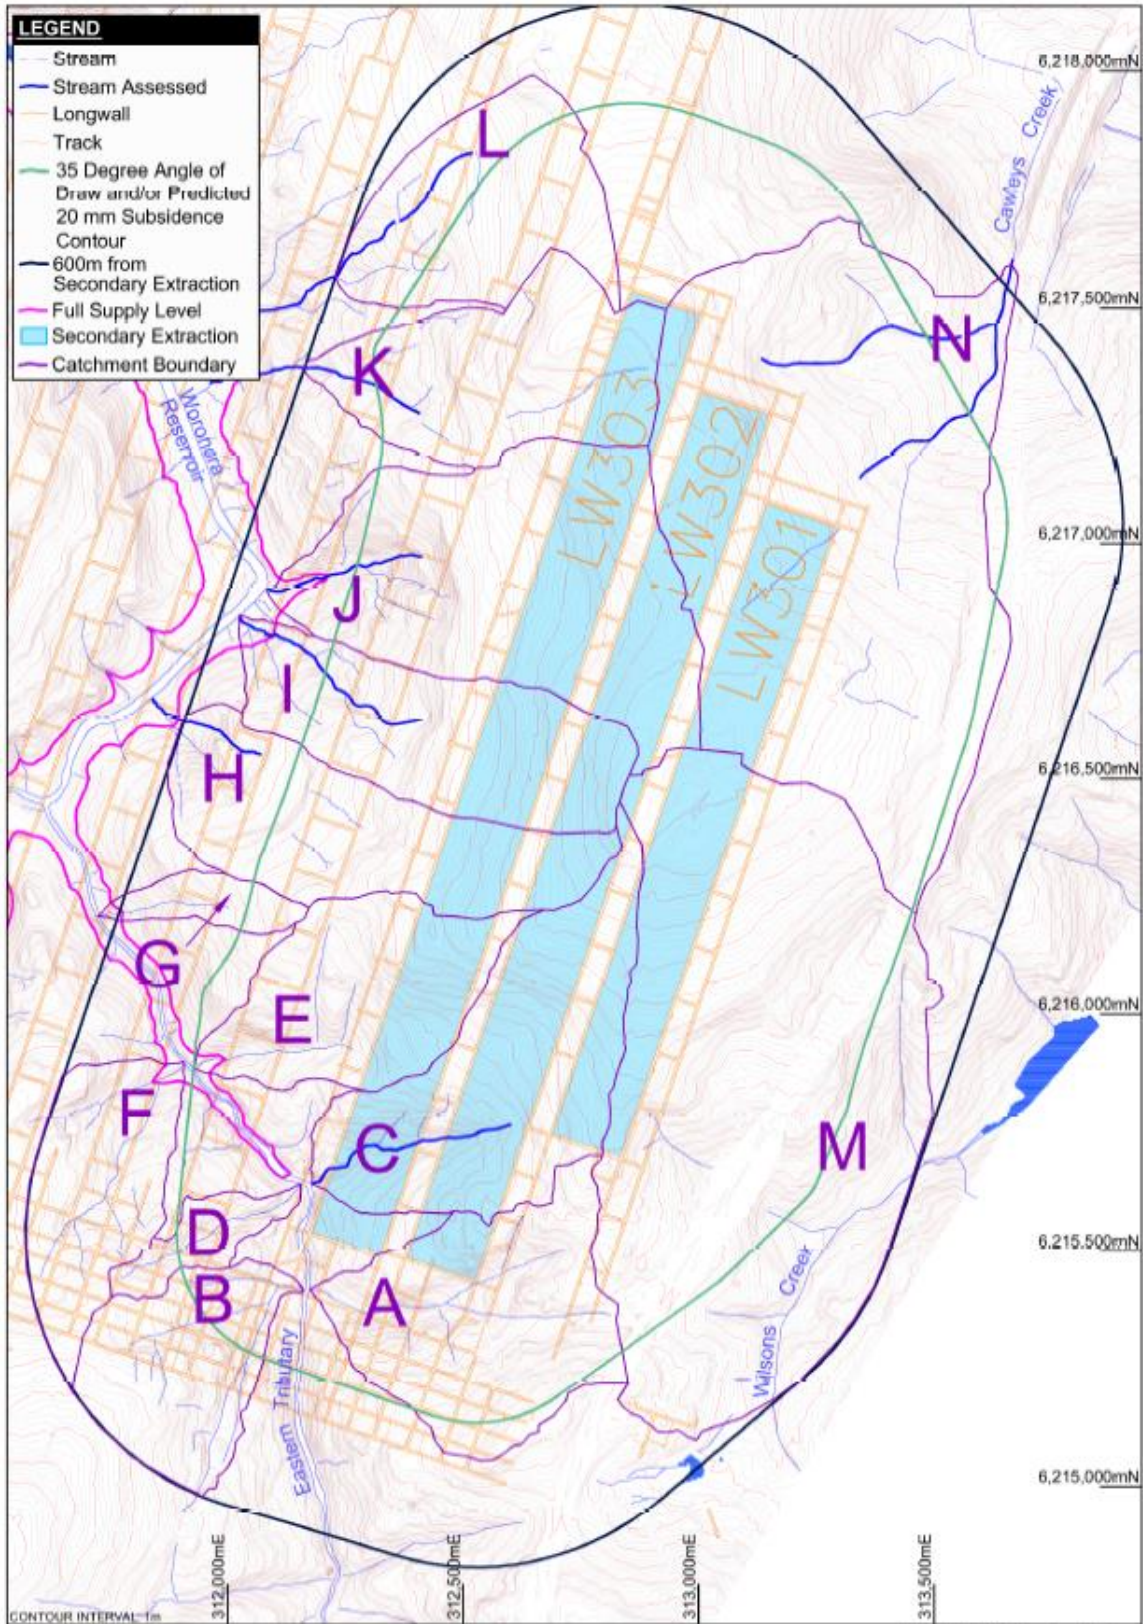 LEGEND
Stream
Stream Assessed
Longwall
Track
35 Degree Angle of
Draw and/or Predicted
20 mm Subsidence
Contour
600m from
Secondary Extraction
Full Supply Level
Secondary Extraction
Catchment Boundary
6,218,000mN
Cawleys Creek
L
6,217,500mN
N
K
Woronora
Reservoir
LW303
LW302
LW301
6,217,000mN
J
I
H
6,216,500mN
G
E
6,216,000mN
F
C
M
D
6,215,500mN
B
A
Wilsons
Eastern Tributary
6,215,000mN
312,000mE
312,500mE
313,000mE
313,500mE
CONTOUR INTERVAL 1m